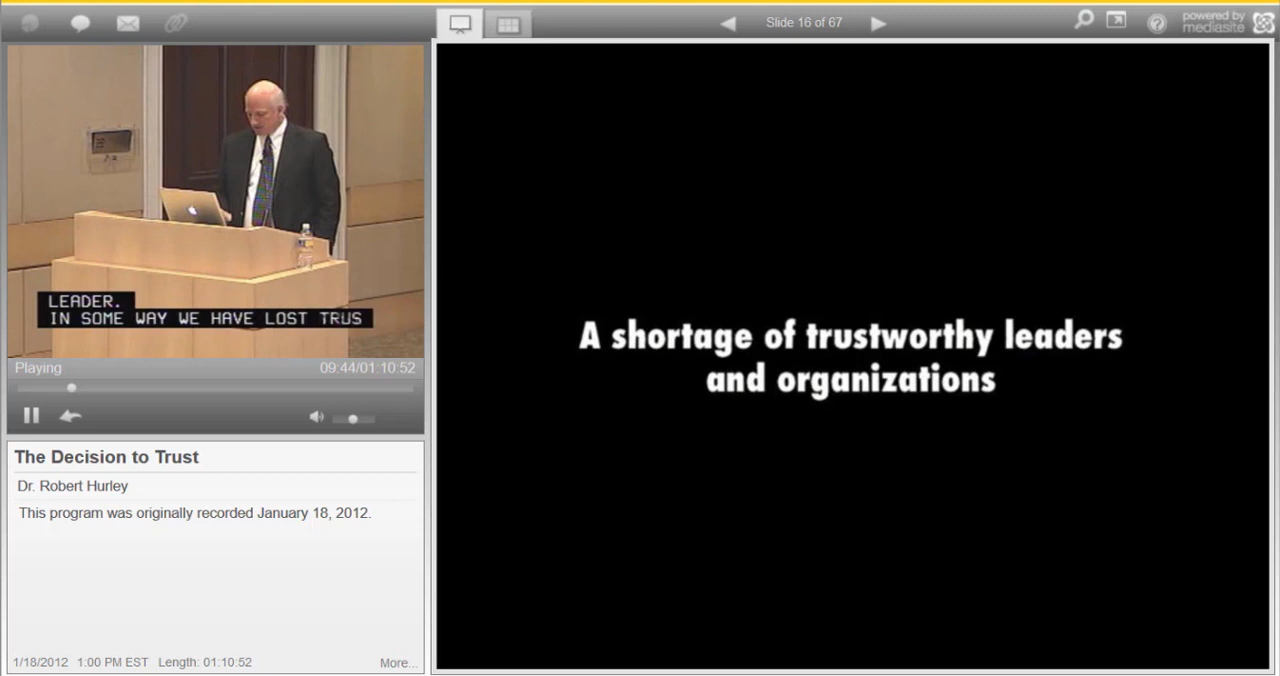 Slide 16 of 67
powered by
mediasite
LEADER.
IN SOME WAY WE HAVE LOST TRUS
Playing
09:44/01:10:52
A shortage of trustworthy leaders
and organizations
The Decision to Trust
Dr. Robert Hurley
This program was originally recorded January 18, 2012.
1/18/2012 1:00 PM EST Length: 01:10:52
More...